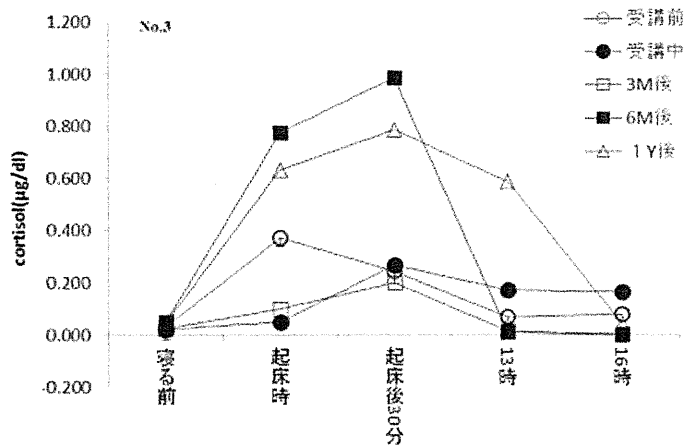 No.3
1.200
1.000
0.800
0.600
0.400
0.200
0.000
-0.200
cortisol(μg/dl)
寝る前
起床時
起床後30分
13時
16時
受講前
受講中
3M後
6M後
1Y後